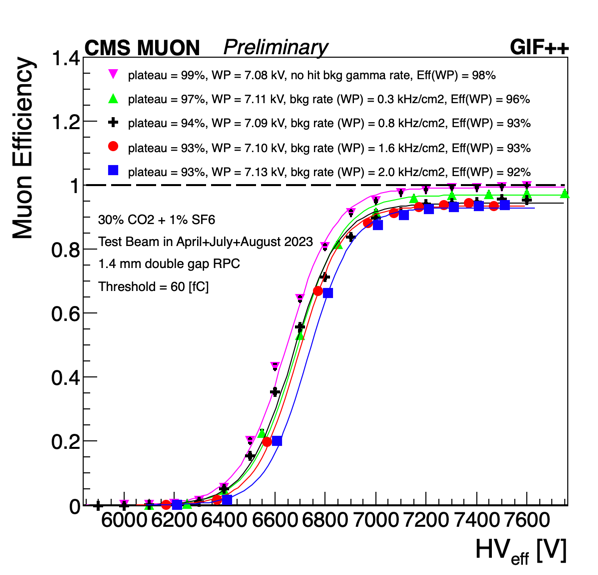 CMS MUON Preliminary GIF++
plateau = 99%, WP = 7.08 kV, no hit bkg gamma rate, Eff(WP) = 98%
plateau = 97%, WP = 7.11 kV, bkg rate (WP) = 0.3 kHz/cm2, Eff(WP) = 96%
plateau = 94%, WP = 7.09 kV, bkg rate (WP) = 0.8 kHz/cm2, Eff(WP) = 93%
plateau = 93%, WP = 7.10 kV, bkg rate (WP) = 1.6 kHz/cm2, Eff(WP) = 93%
plateau = 93%, WP = 7.13 kV, bkg rate (WP) = 2.0 kHz/cm2, Eff(WP) = 92%
30% CO2 + 1% SF6
Test Beam in April+July+August 2023
1.4 mm double gap RPC
Threshold = 60 [fC]
Muon Efficiency
1.4
1.2
1
0.8
0.6
0.4
0.2
0
6000 6200 6400 6600 6800 7000 7200 7400 7600
HVeff [V]